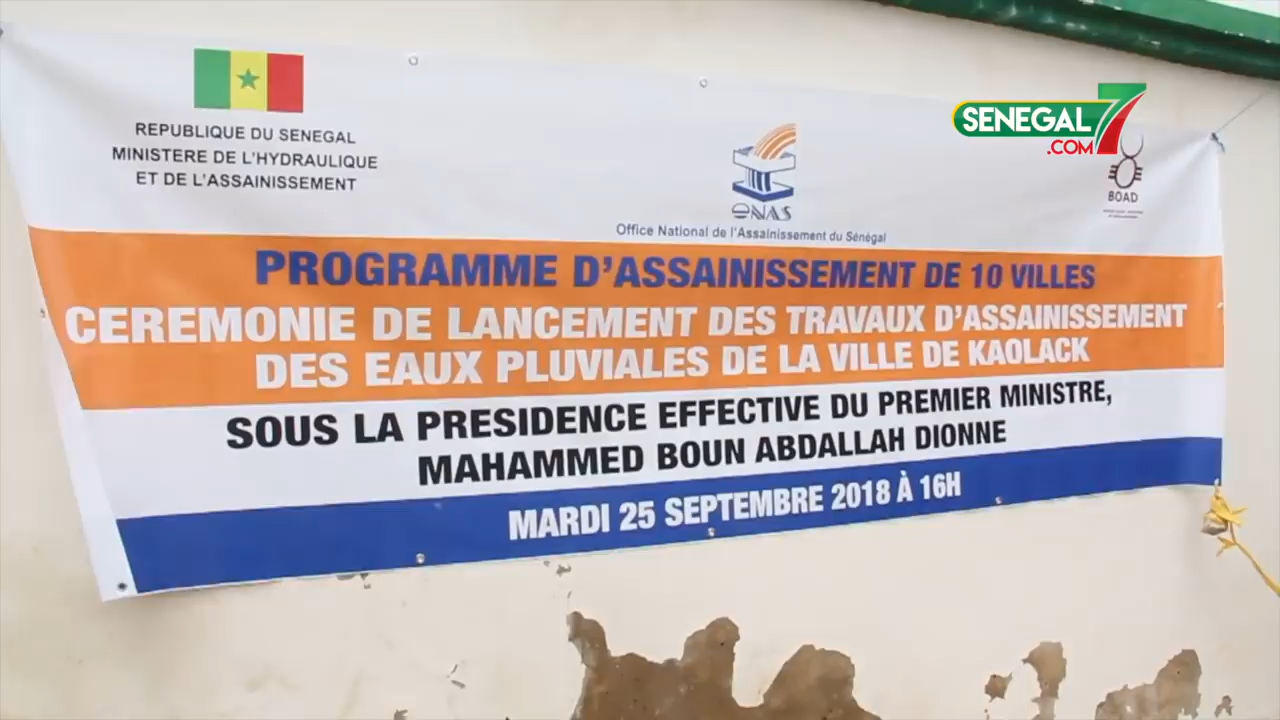 REPUBLIQUE DU SENEGAL
MINISTERE DE L'HYDRAULIQUE
ET DE L'ASSAINISSEMENT
ONAS
Office National de l'Assainissement du Sénégal
SENEGAL7
.COM
BOAD
PROGRAMME D'ASSAINISSEMENT DE 10 VILLES
CEREMONIE DE LANCEMENT DES TRAVAUX D'ASSAINISSEMENT
DES EAUX PLUVIALES DE LA VILLE DE KAOLACK
SOUS LA PRESIDENCE EFFECTIVE DU PREMIER MINISTRE,
MAHAMMED BOUN ABDALLAH DIONNE
MARDI 25 SEPTEMBRE 2018 À 16H